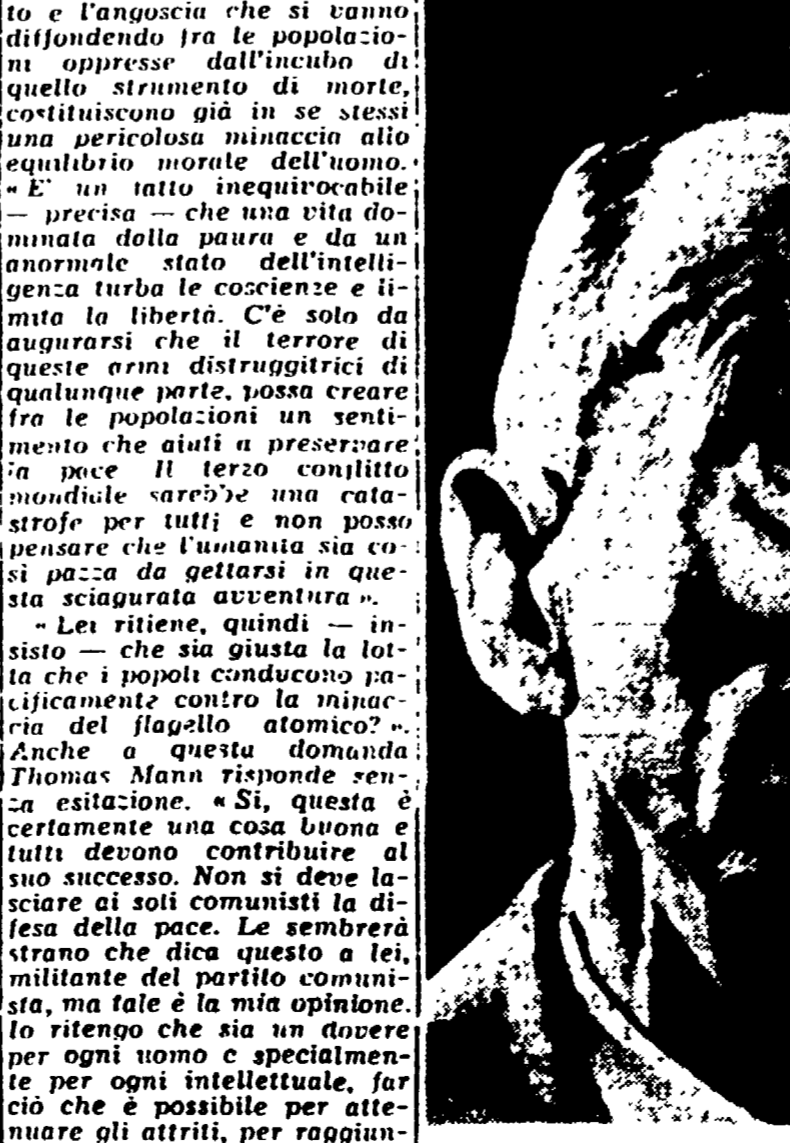 to e l'angoscia che si vanno
diffondendo fra le popolazio-
ni oppresse dall'incubo di
quello strumento di morte,
costituiscono già in se stessi
una pericolosa minaccia allo
equilibrio morale dell'uomo.
« E' un fatto inequivocabile
— precisa — che una vita do-
minata dalla paura e da un
anormale stato dell'intelli-
genza turba le coscienze e li-
mita la libertà. C'è solo da
augurarsi che il terrore di
queste armi distruggitrici di
qualunque parte, possa creare
fra le popolazioni un senti-
mento che aiuti a preservare
la pace Il terzo conflitto
mondiale sarebbe una cata-
strofe per tutti e non posso
pensare che l'umanità sia co-
sì pazza da gettarsi in que-
sta sciagurata avventura ».
« Lei ritiene, quindi — in-
sisto — che sia giusta la lot-
ta che i popoli conducono pa-
cificamente contro la minac-
cia del flagello atomico? ».
Anche a questa domanda
Thomas Mann risponde sen-
za esitazione. « Sì, questa è
certamente una cosa buona e
tutti devono contribuire al
suo successo. Non si deve la-
sciare ai soli comunisti la di-
fesa della pace. Le sembrerà
strano che dica questo a lei,
militante del partito comuni-
sta, ma tale è la mia opinione.
Io ritengo che sia un dovere
per ogni uomo e specialmen-
te per ogni intellettuale, far
ciò che è possibile per atte-
nuare gli attriti, per raggiun-